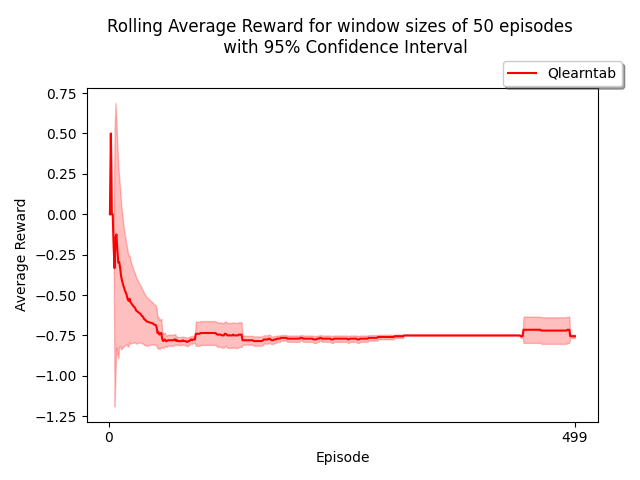 Rolling Average Reward for window sizes of 50 episodes
with 95% Confidence Interval
Qlearntab
0.75
0.50
0.25
0.00
−0.25
−0.50
−0.75
−1.00
−1.25
Average Reward
0
499
Episode